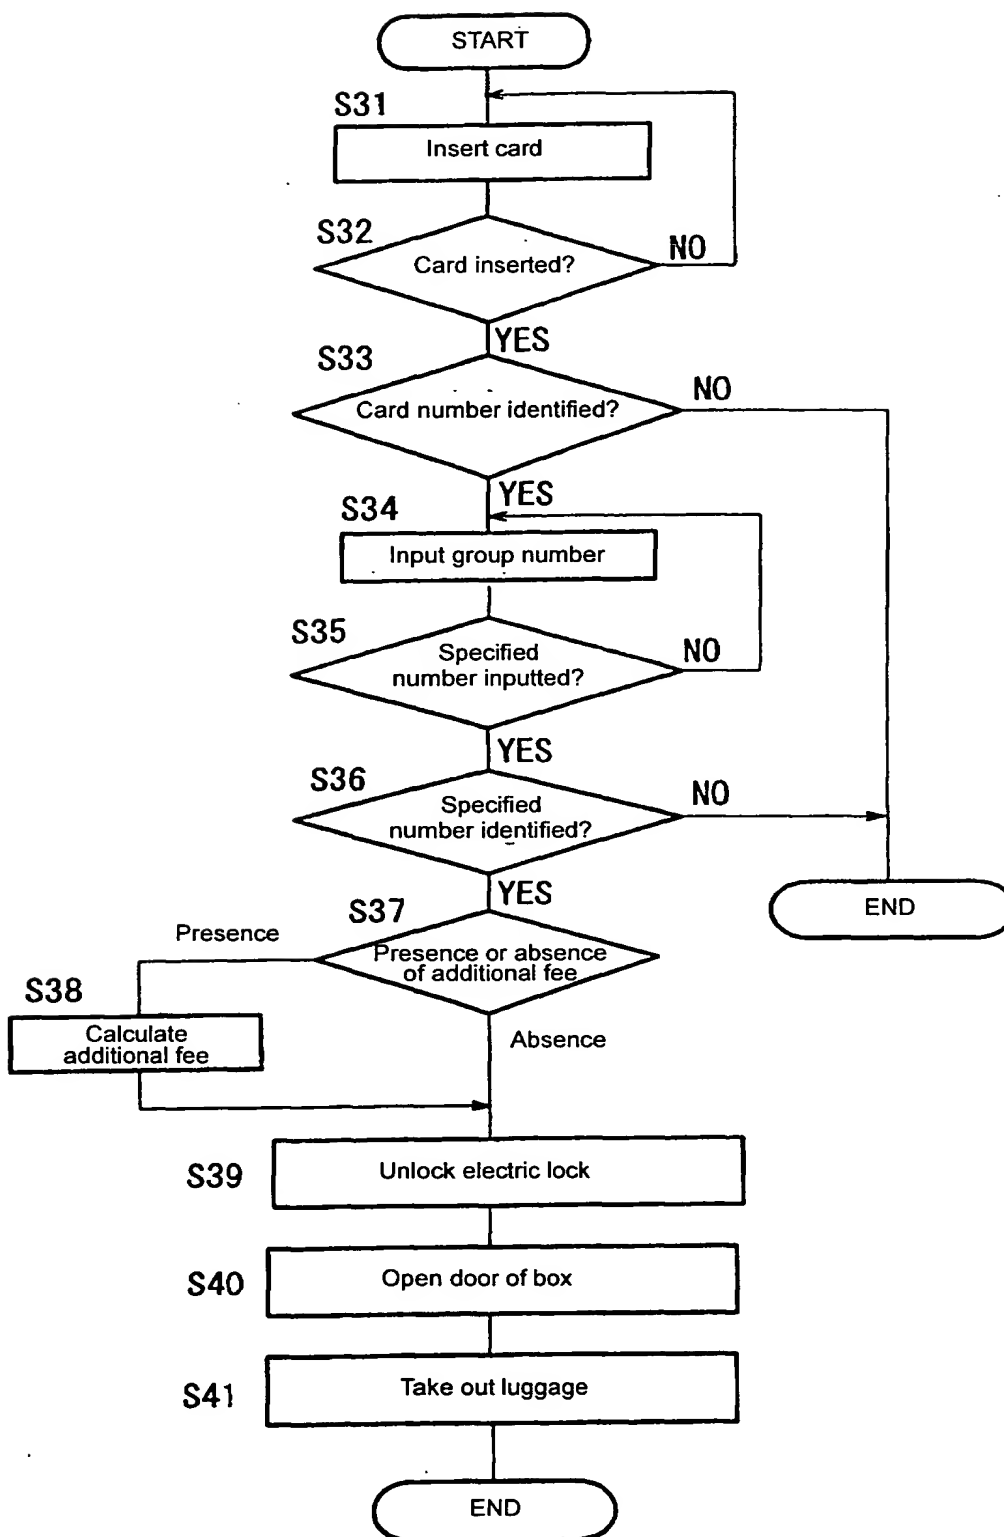 START
S31
Insert card
S32
Card inserted?
NO
YES
S33
Card number identified?
NO
YES
S34
Input group number
S35
Specified
number inputted?
NO
YES
S36
Specified
number identified?
NO
YES
END
S37
Presence
Presence or absence
of additional fee
S38
Calculate
additional fee
Absence
S39
Unlock electric lock
S40
Open door of box
S41
Take out luggage
END